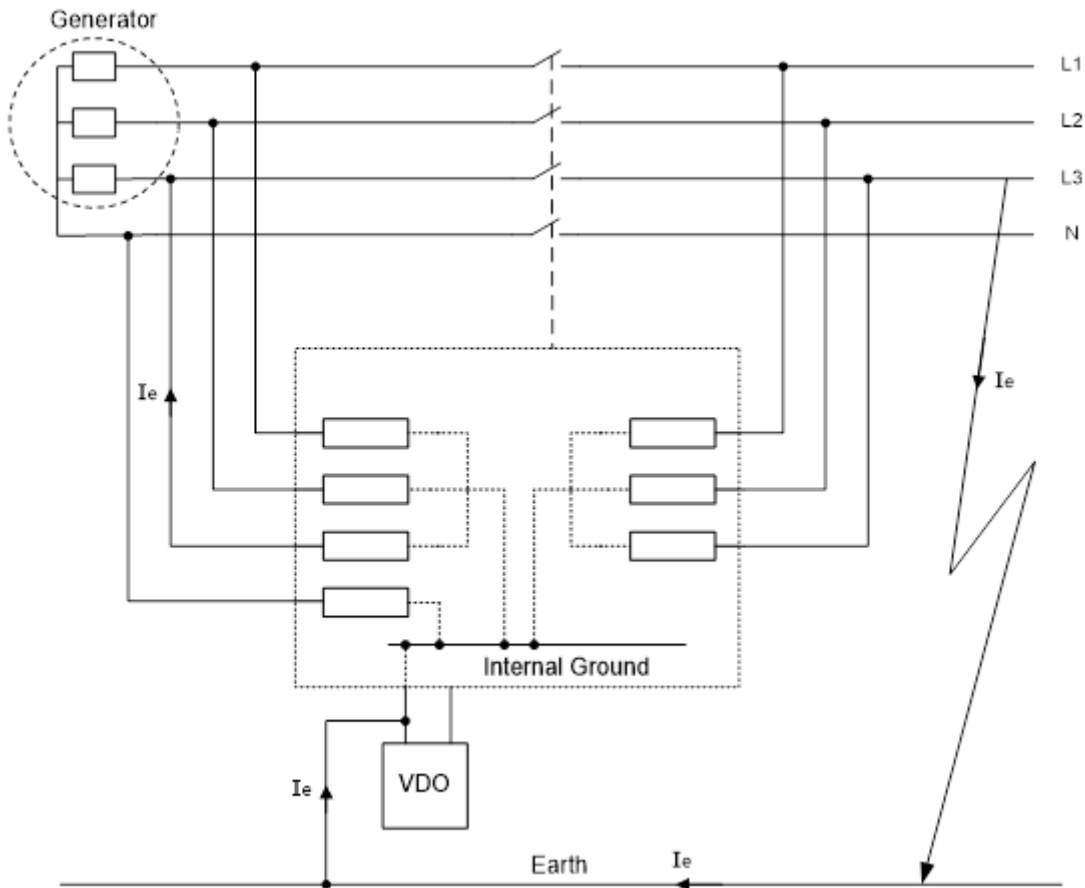 Generator
L1
L2
L3
N
Ie
Ie
Internal Ground
VDO
Ie
Earth
Ie